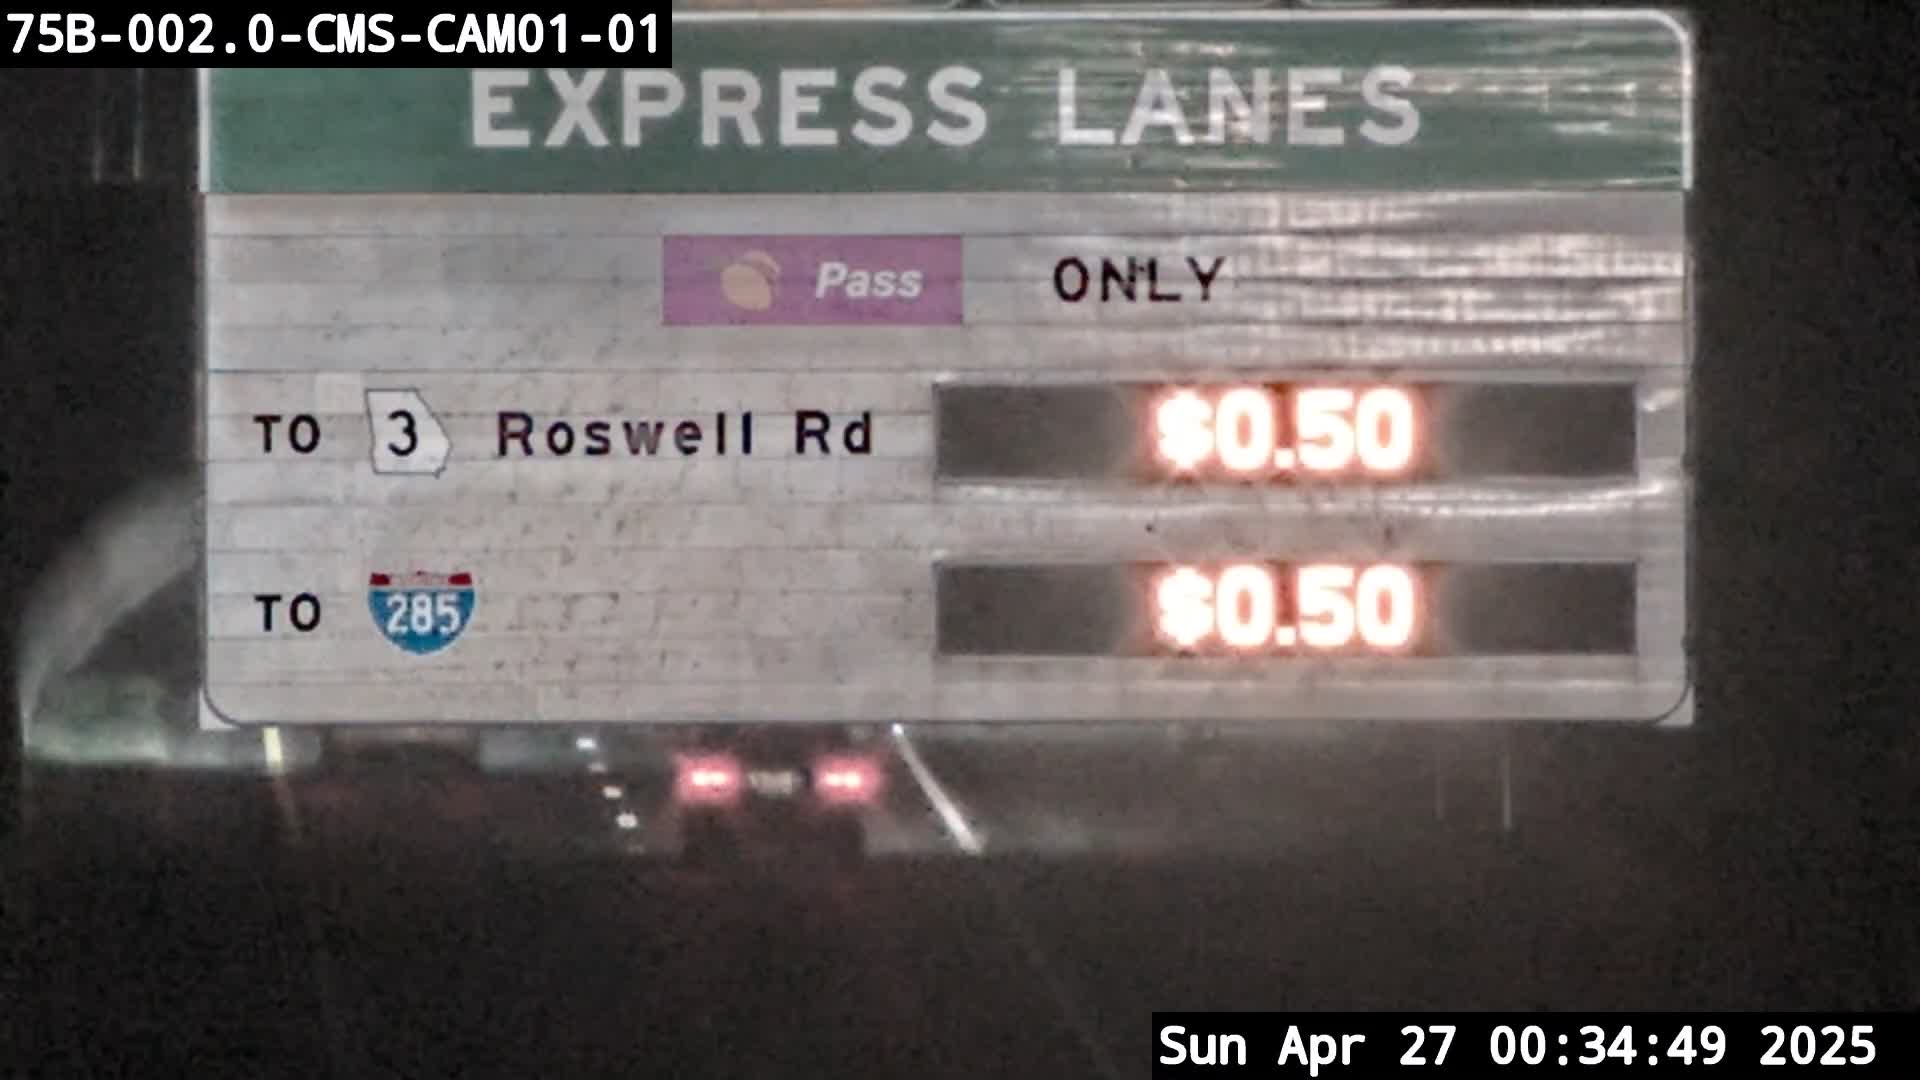 75B-002.0-CMS-CAM01-01
EXPRESS LANES
Pass ONLY
TO 3 Roswell Rd $0.50
TO 285 $0.50
Sun Apr 27 00:34:49 2025